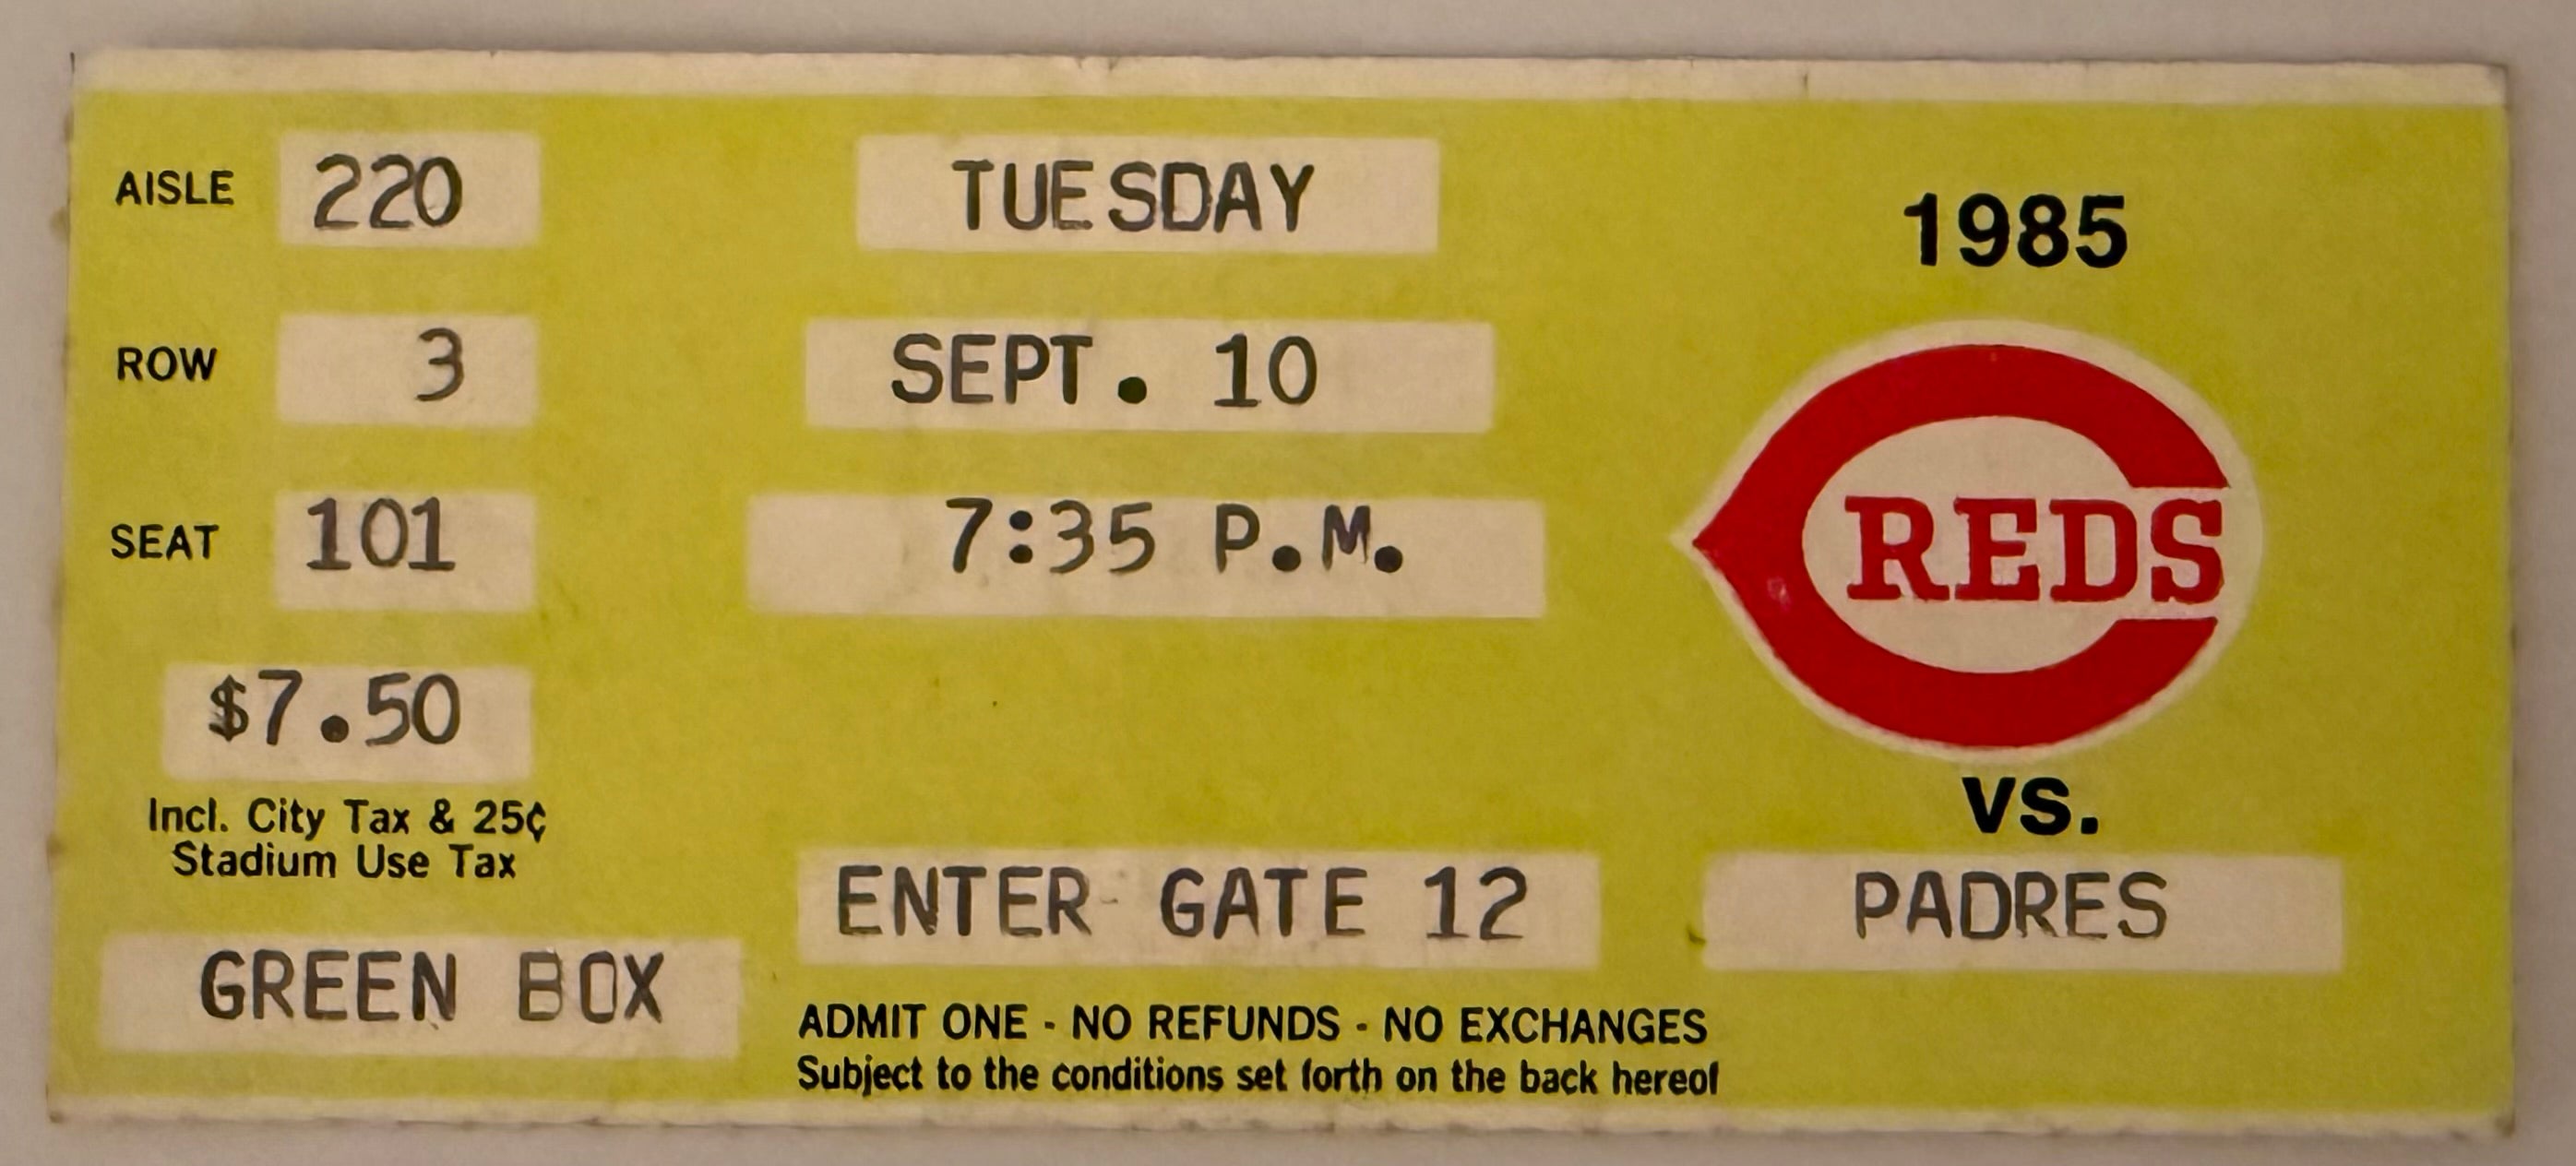 AISLE 220
ROW 3
SEAT 101
$7.50
Incl. City Tax & 25¢
Stadium Use Tax
GREEN BOX
TUESDAY
SEPT. 10
7:35 P.M.
ENTER GATE 12
ADMIT ONE - NO REFUNDS - NO EXCHANGES
Subject to the conditions set forth on the back hereof
1985
REDS
VS.
PADRES